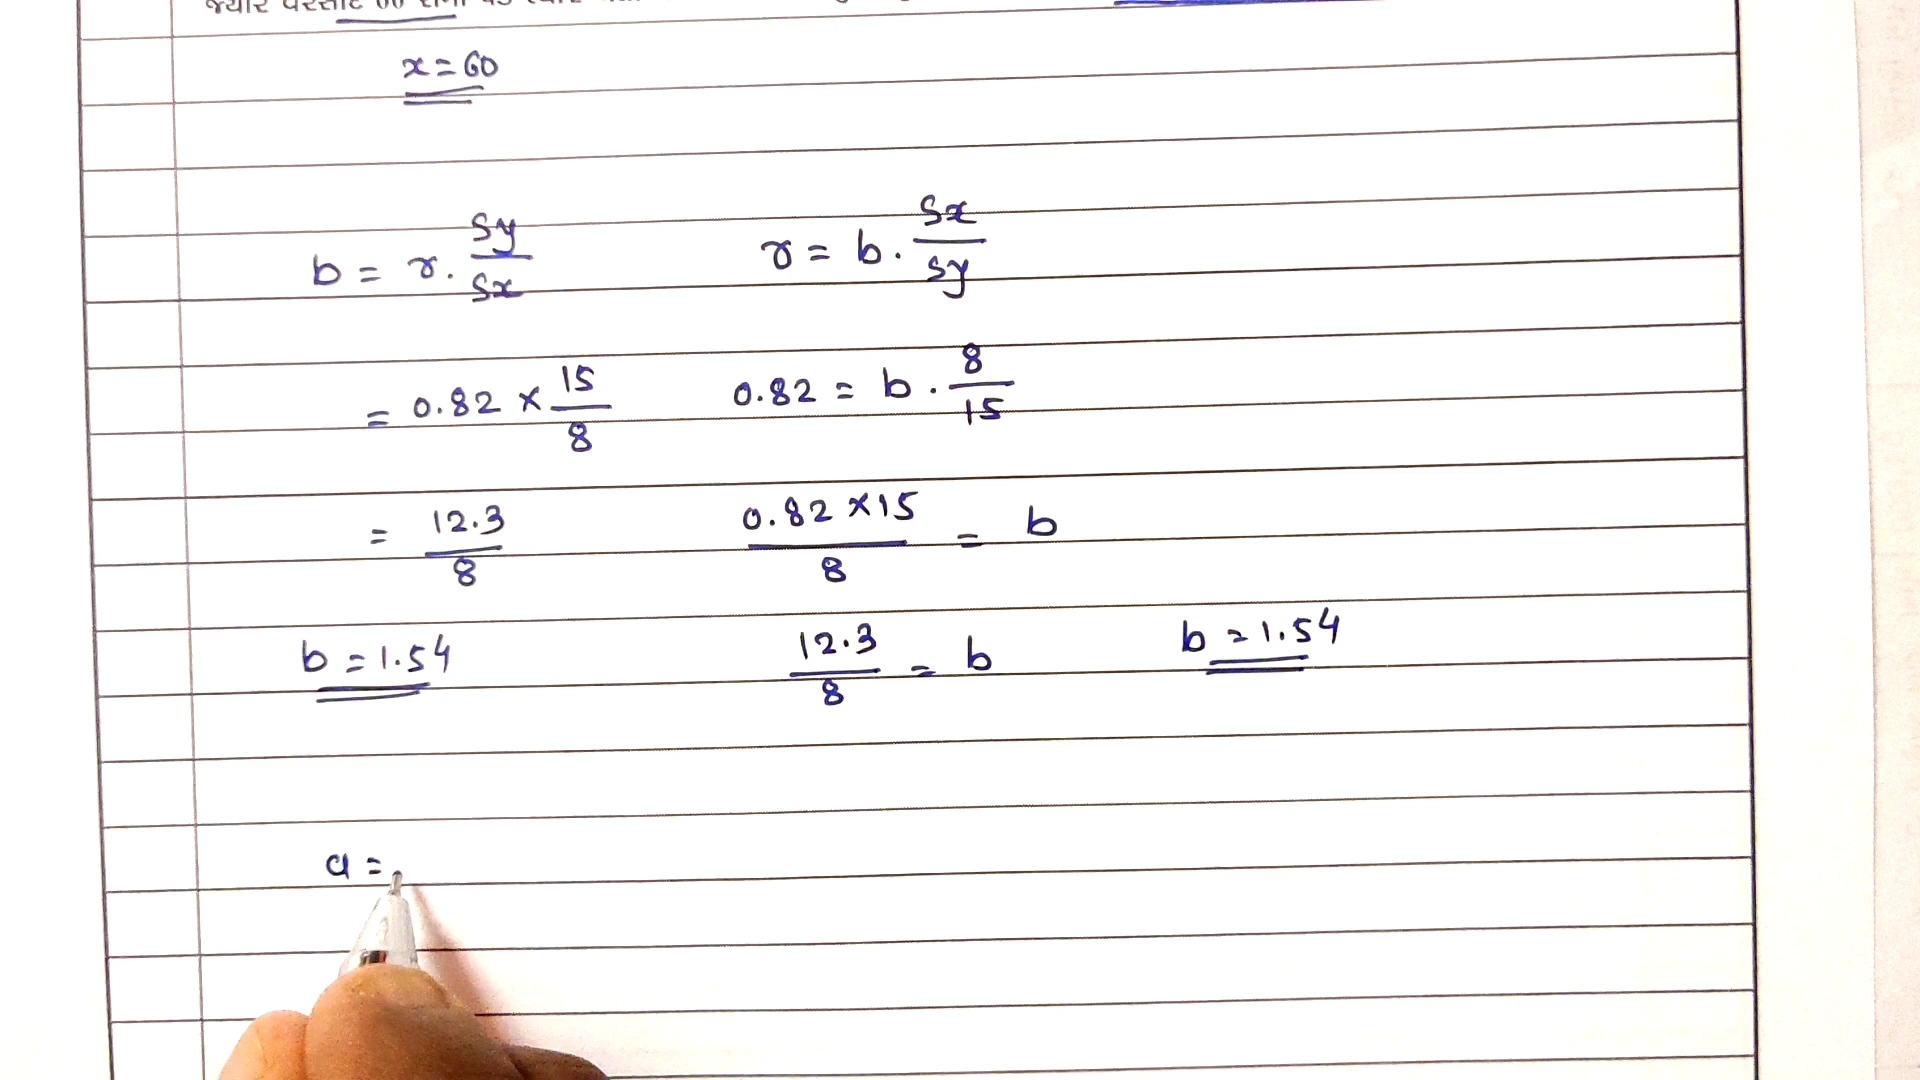 x = 60
b = r. Sy/Sx r = b. Sx/Sy
= 0.82 × 15/8 0.82 = b. 8/15
= 12.3/8 0.82 × 15/8 = b
b = 1.54 12.3/8 = b b = 1.54
a =